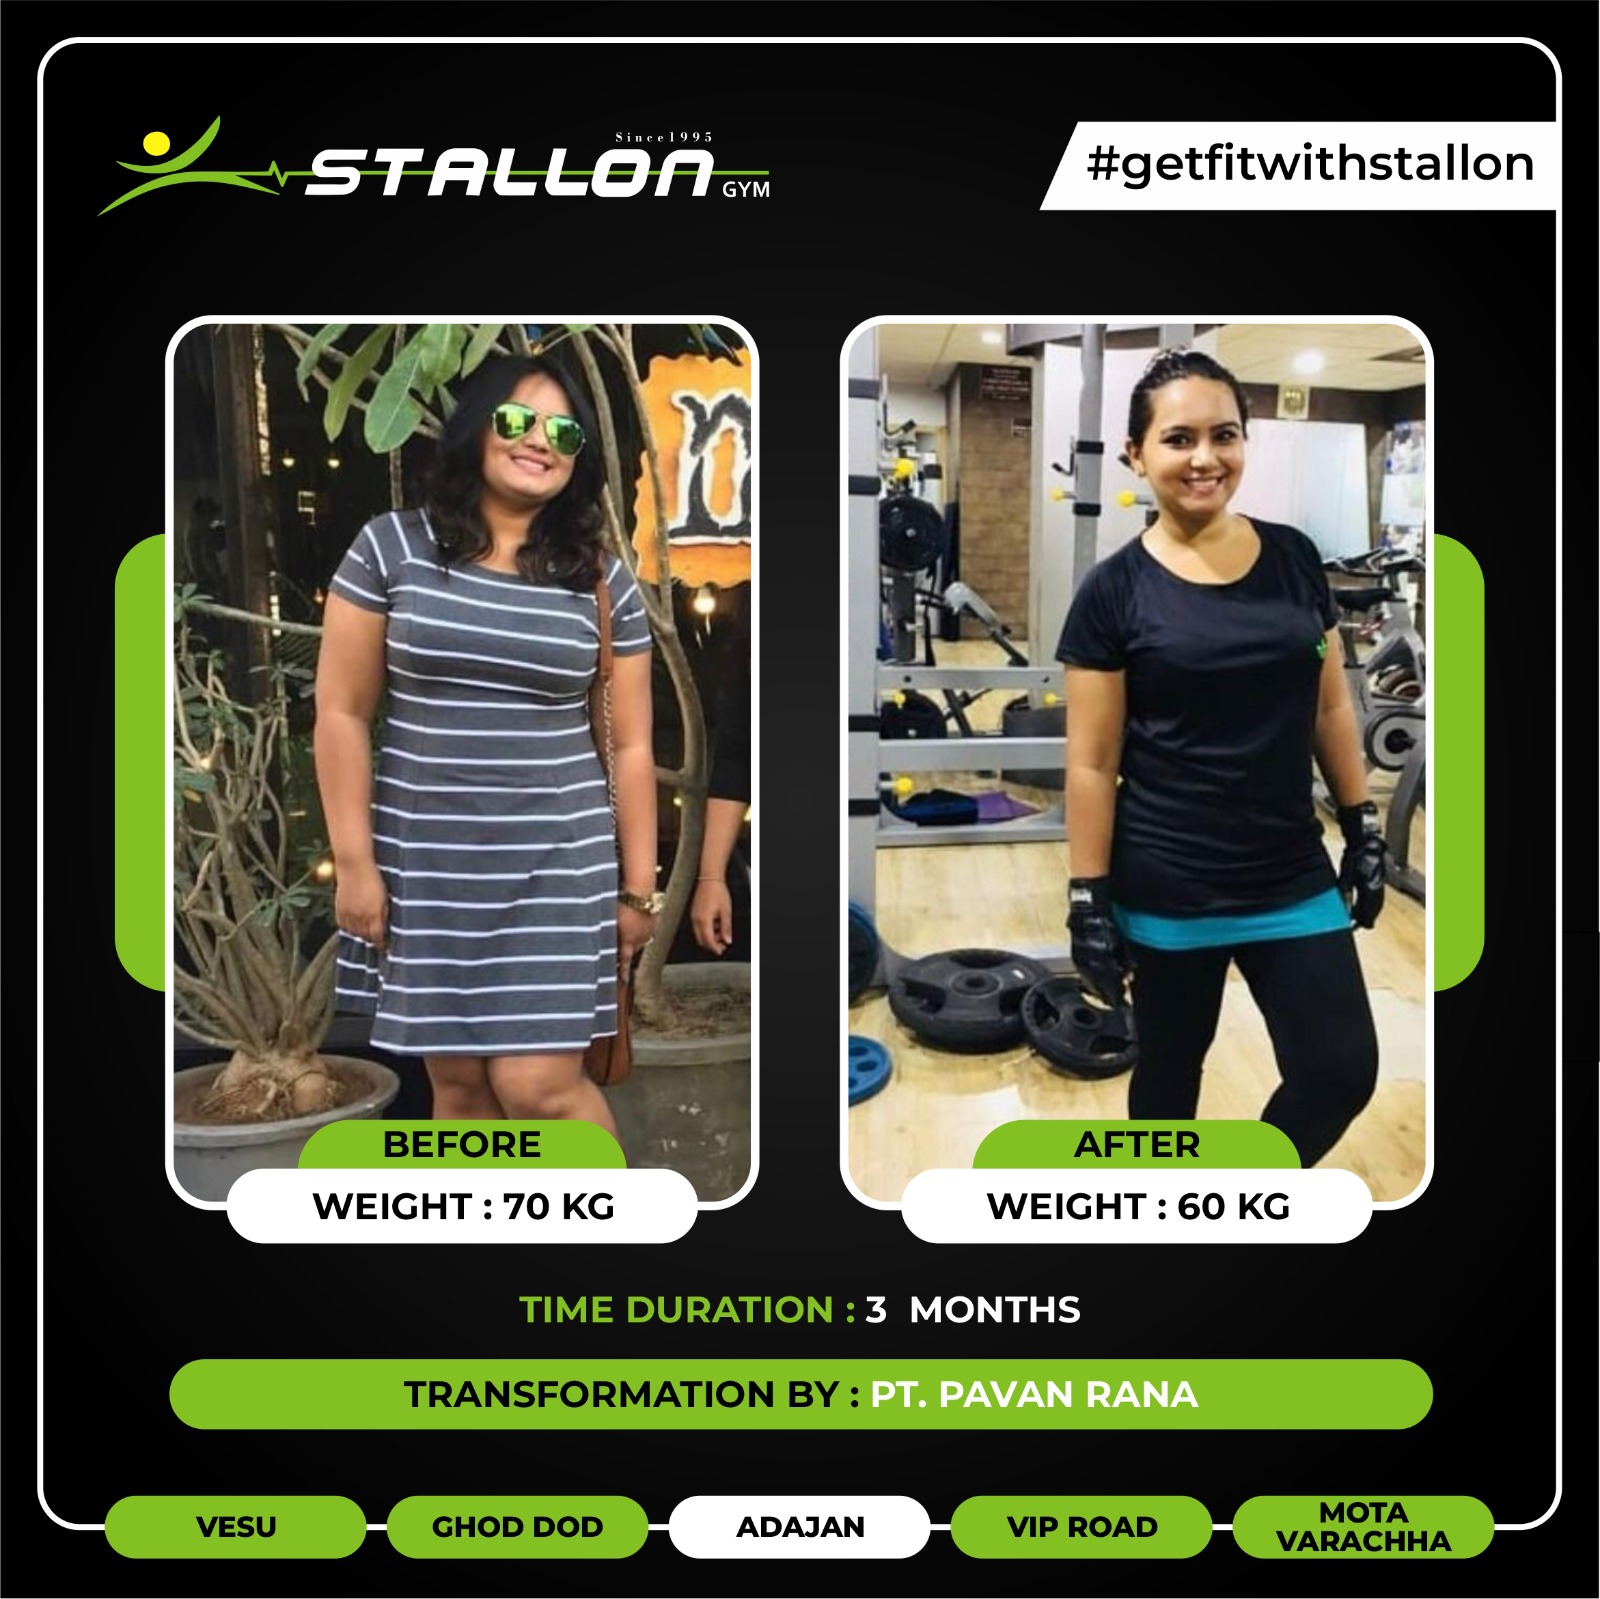 Since1995
STALLON
GYM
#getfitwithstallon
BEFORE
WEIGHT : 70 KG
AFTER
WEIGHT : 60 KG
TIME DURATION : 3 MONTHS
TRANSFORMATION BY : PT. PAVAN RANA
VESU
GHOD DOD
ADAJAN
VIP ROAD
MOTA
VARACHHA